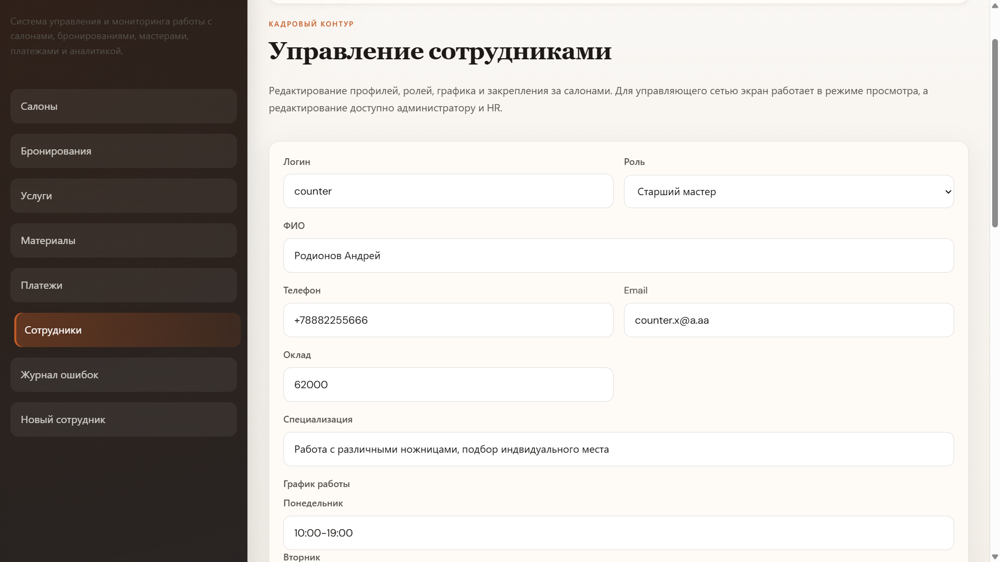 Система управления и мониторинга работы с
салонами, бронированиями, мастерами,
платежами и аналитикой.
Салоны
Бронирования
Услуги
Материалы
Платежи
Сотрудники
Журнал ошибок
Новый сотрудник
КАДРОВЫЙ КОНТУР
Управление сотрудниками
Редактирование профилей, ролей, графика и закрепления за салонами. Для управляющего сетью экран работает в режиме просмотра, а
редактирование доступно администратору и HR.
Логин
counter
Роль
Старший мастер
ФИО
Родионов Андрей
Телефон
+78882255666
Email
counter.x@a.aa
Оклад
62000
Специализация
Работа с различными ножницами, подбор индвидуального места
График работы
Понедельник
10:00-19:00
Вторник